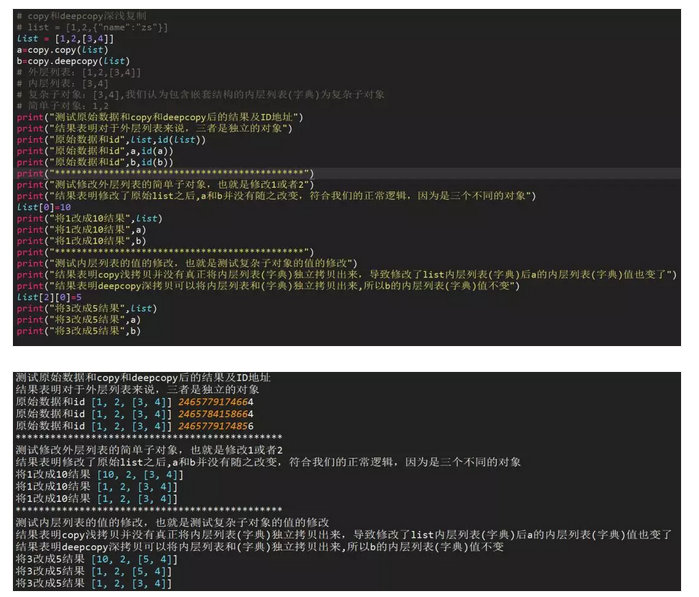 # copy和deepcopy深浅复制
# list = [1,2,{"name":"zs"}]
list = [1,2,[3,4]]
a=copy.copy(list)
b=copy.deepcopy(list)
# 外层列表：[1,2,[3,4]]
# 内层列表：[3,4]
# 复杂子对象：[3,4],我们认为包含嵌套结构的内层列表(字典)为复杂子对象
# 简单子对象：1,2
print("测试原始数据和copy和deepcopy后的结果及ID地址")
print("结果表明对于外层列表来说，三者是独立的对象")
print("原始数据和id",list,id(list))
print("原始数据和id",a,id(a))
print("原始数据和id",b,id(b))
print("*******************************************")
print("测试修改外层列表的简单子对象，也就是修改1或者2")
print("结果表明修改了原始list之后,a和b并没有随之改变，符合我们的正常逻辑，因为是三个不同的对象")
list[0]=10
print("将1改成10结果",list)
print("将1改成10结果",a)
print("将1改成10结果",b)
print("*******************************************")
print("测试内层列表的值的修改，也就是测试复杂子对象的值的修改")
print("结果表明copy浅拷贝并没有真正将内层列表(字典)独立拷贝出来，导致修改了list内层列表(字典)后a的内层列表(字典)值也变了")
print("结果表明deepcopy深拷贝可以将内层列表和(字典)独立拷贝出来,所以b的内层列表(字典)值不变")
list[2][0]=5
print("将3改成5结果",list)
print("将3改成5结果",a)
print("将3改成5结果",b)
测试原始数据和copy和deepcopy后的结果及ID地址
结果表明对于外层列表来说，三者是独立的对象
原始数据和id [1, 2, [3, 4]] 2465779174664
原始数据和id [1, 2, [3, 4]] 2465784158664
原始数据和id [1, 2, [3, 4]] 2465779174856
*******************************************
测试修改外层列表的简单子对象，也就是修改1或者2
结果表明修改了原始list之后,a和b并没有随之改变，符合我们的正常逻辑，因为是三个不同的对象
将1改成10结果 [10, 2, [3, 4]]
将1改成10结果 [1, 2, [3, 4]]
将1改成10结果 [1, 2, [3, 4]]
*******************************************
测试内层列表的值的修改，也就是测试复杂子对象的值的修改
结果表明copy浅拷贝并没有真正将内层列表(字典)独立拷贝出来，导致修改了list内层列表(字典)后a的内层列表(字典)值也变了
结果表明deepcopy深拷贝可以将内层列表和(字典)独立拷贝出来,所以b的内层列表(字典)值不变
将3改成5结果 [10, 2, [5, 4]]
将3改成5结果 [1, 2, [5, 4]]
将3改成5结果 [1, 2, [3, 4]]